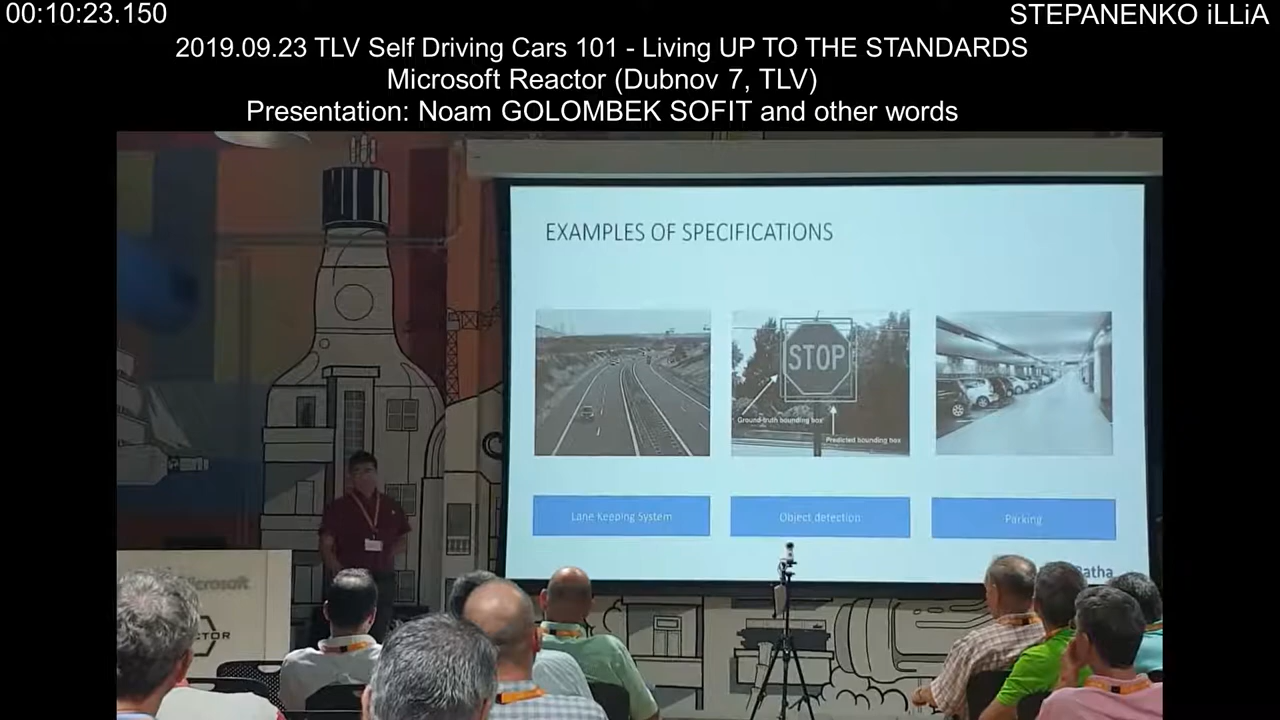 00:10:23.150
STEPANENKO iLLiA
2019.09.23 TLV Self Driving Cars 101 - Living UP TO THE STANDARDS
Microsoft Reactor (Dubnov 7, TLV)
Presentation: Noam GOLOMBEK SOFIT and other words
EXAMPLES OF SPECIFICATIONS
STOP
Ground-truth bounding box
Predicted bounding box
Lane Keeping System
Object detection
Parking
Microsoft